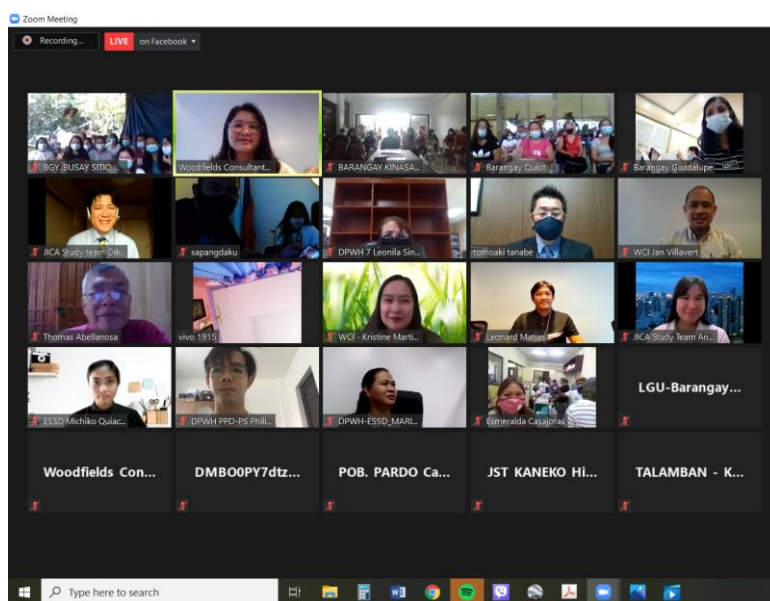 Zoom Meeting
Recording...
LIVE on Facebook
BGY. BUSAY SITIO ...
Woodfields Consultant...
BARANGAY KINASA...
Barangay Quiot
Barangay Guadalupe
JICA Study team Oik...
sapangdaku
DPWH 7 Leonila Sin...
tomoaki tanabe
WCI Jan Villavert
Thomas Abellanosa
vivo 1915
WCI - Kristine Marti...
Leonard Matias
JICA Study Team An...
ESSD Michiko Quiac...
DPWH PPD-PS Phili...
DPWH-ESSD_MARI...
Esmeralda Casajoras
LGU-Barangay...
Woodfields Con...
DMBO0PY7dtz...
POB. PARDO Ca...
JST KANEKO Hi...
TALAMBAN - K...
Type here to search